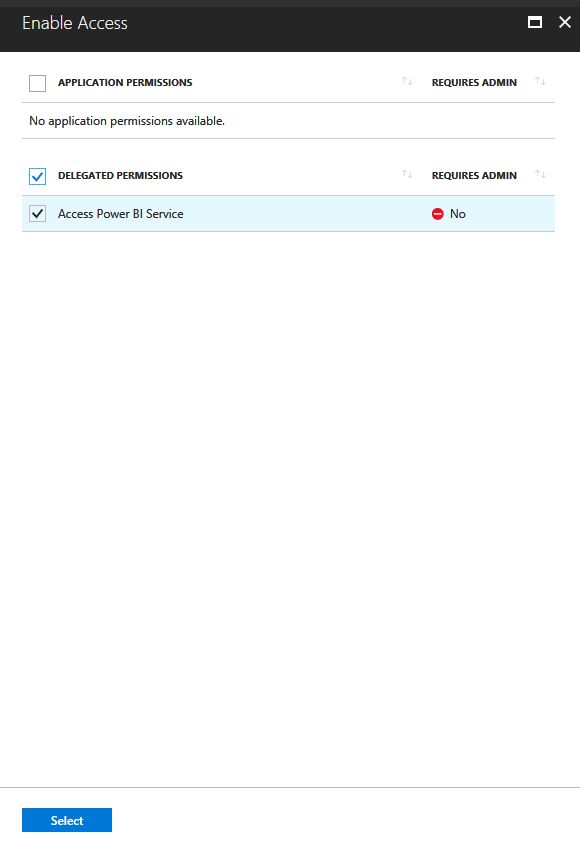 Enable Access
APPLICATION PERMISSIONS REQUIRES ADMIN
No application permissions available.
DELEGATED PERMISSIONS REQUIRES ADMIN
Access Power BI Service No
Select